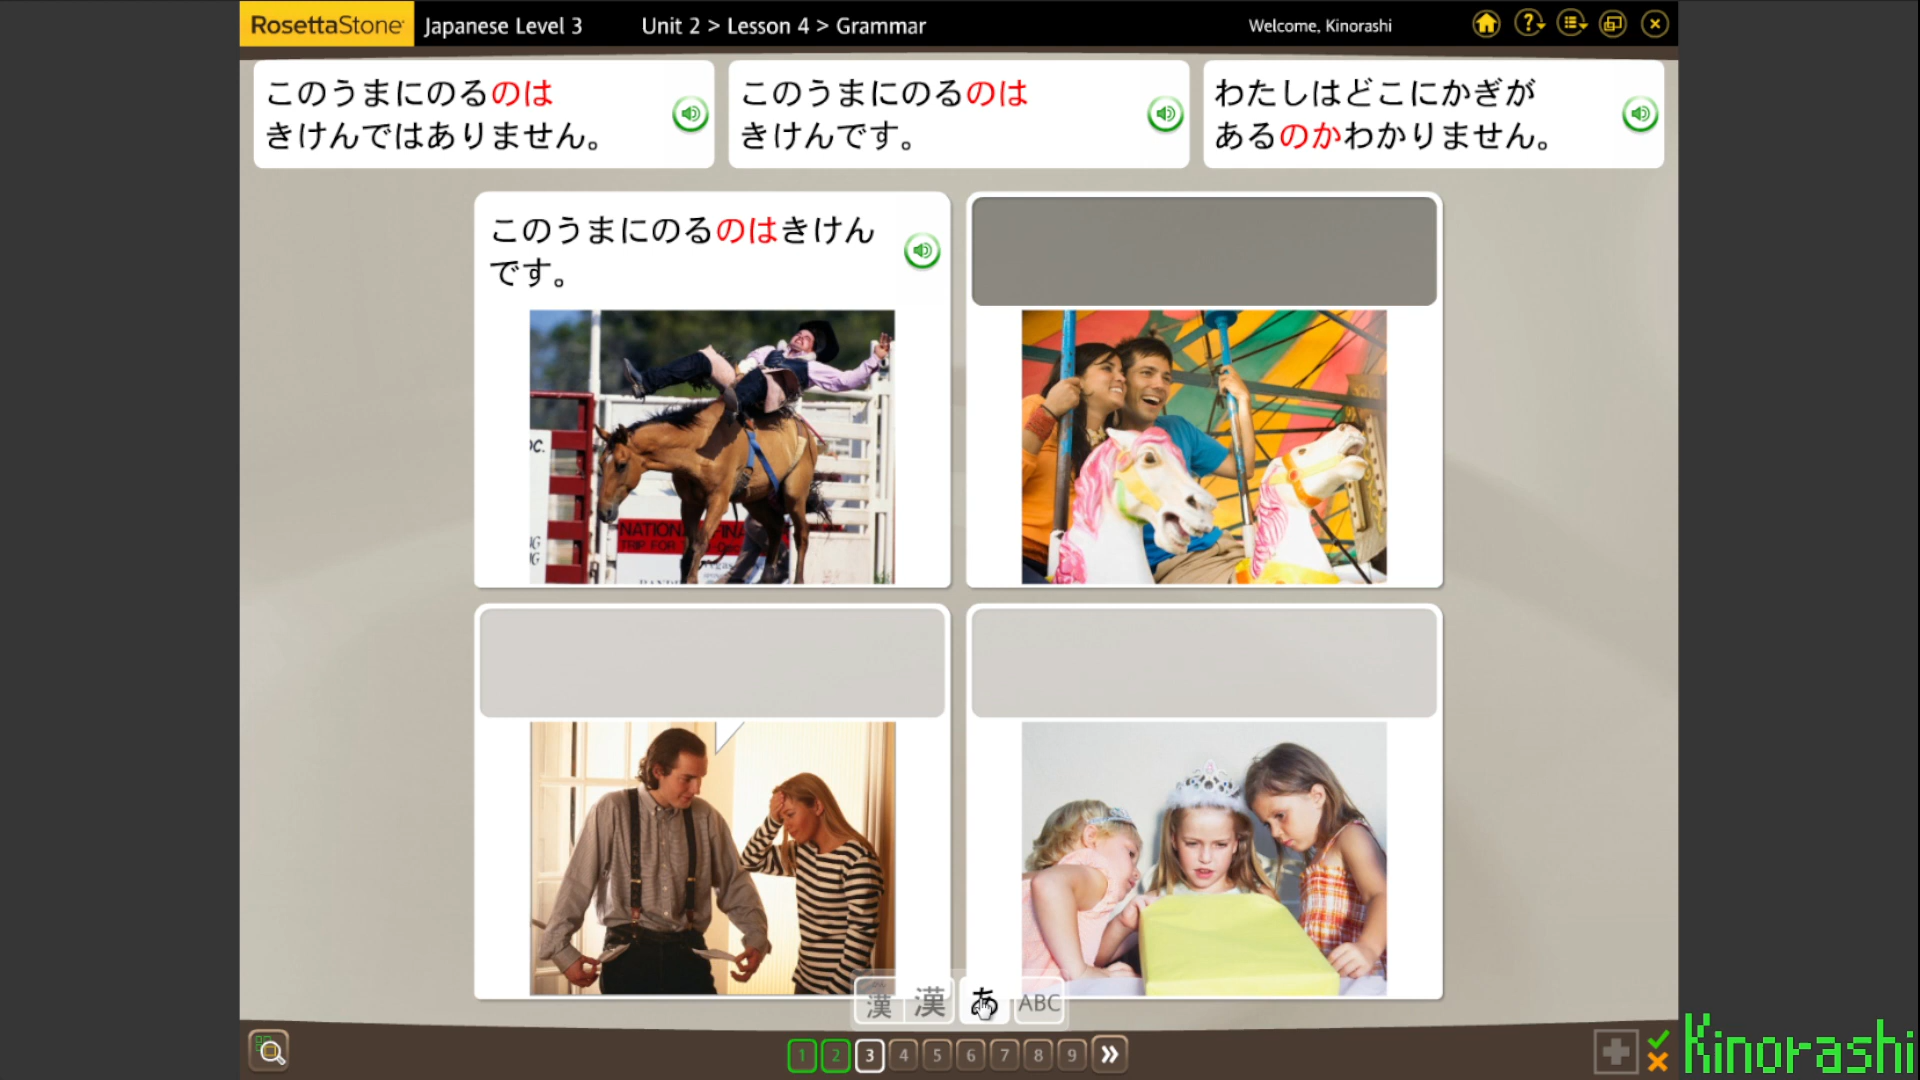 RosettaStone Japanese Level 3 Unit 2 > Lesson 4 > Grammar Welcome, Kinorashi
このうまにのるのは
きけんではありません。
このうまにのるのは
きけんです。
わたしはどこにかぎが
あるのかわかりません。
このうまにのるのはきけん
です。
NATIONAL FINA
TRIP FOR
漢 漢 あ ABC
1 2 3 4 5 6 7 8 9
Kinorashi